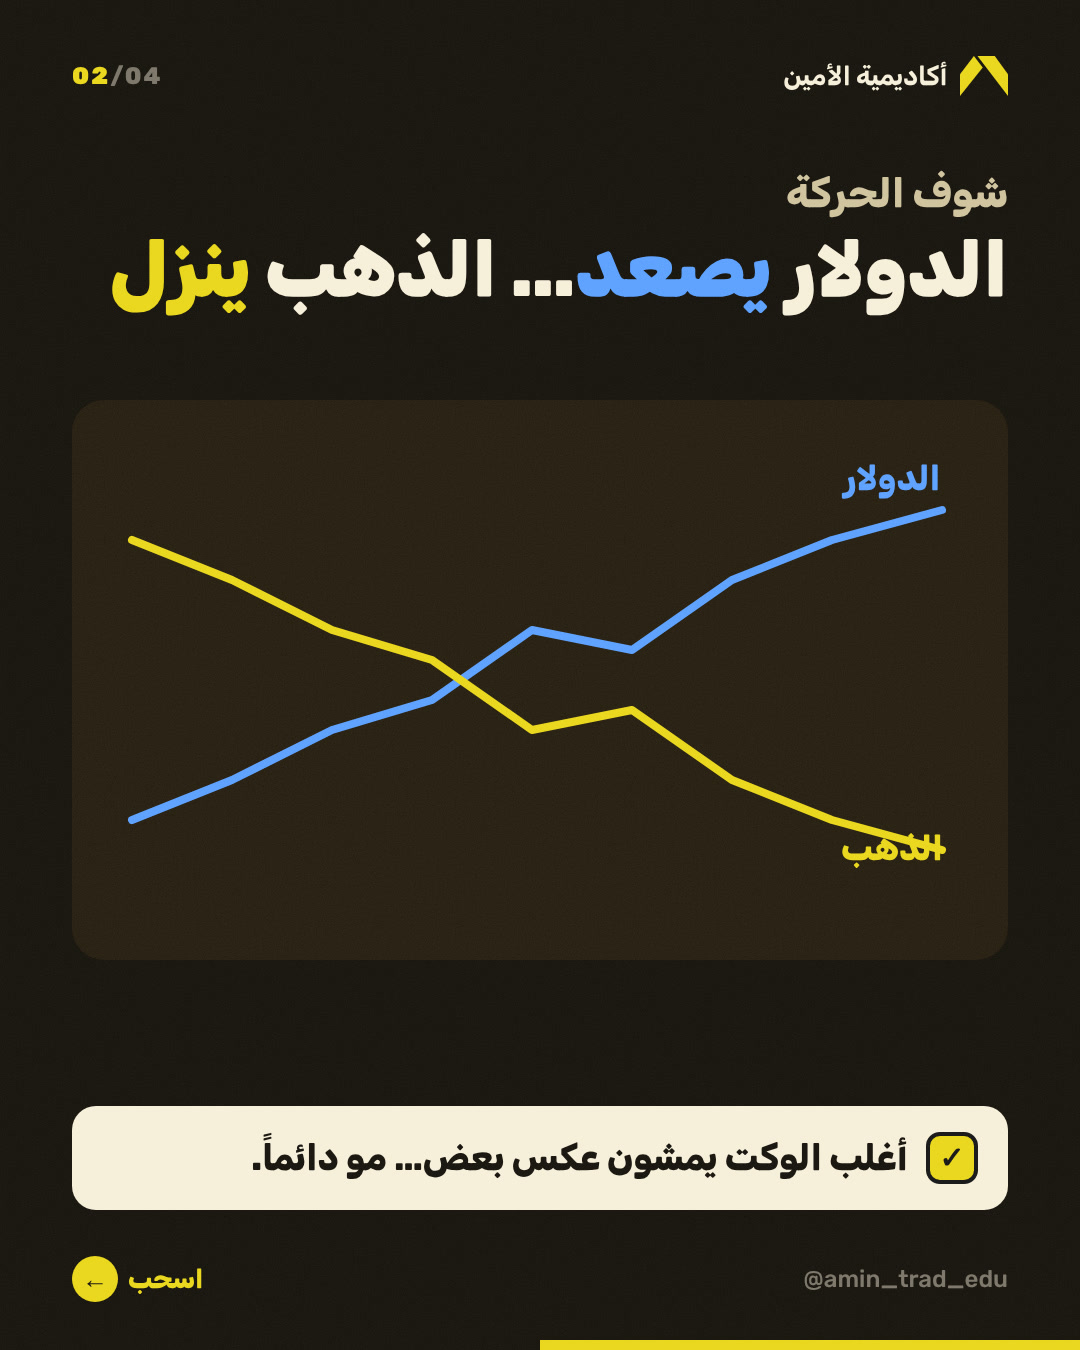 أكاديمية الأمين
02/04
شوف الحركة
الدولار يصعد... الذهب ينزل
الدولار
الذهب
✓ أغلب الوكت يمشون عكس بعض... مو دائماً.
@amin_trad_edu
اسحب ←